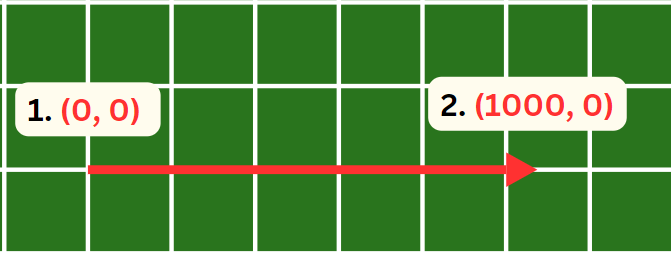 1. (0, 0)
2. (1000, 0)